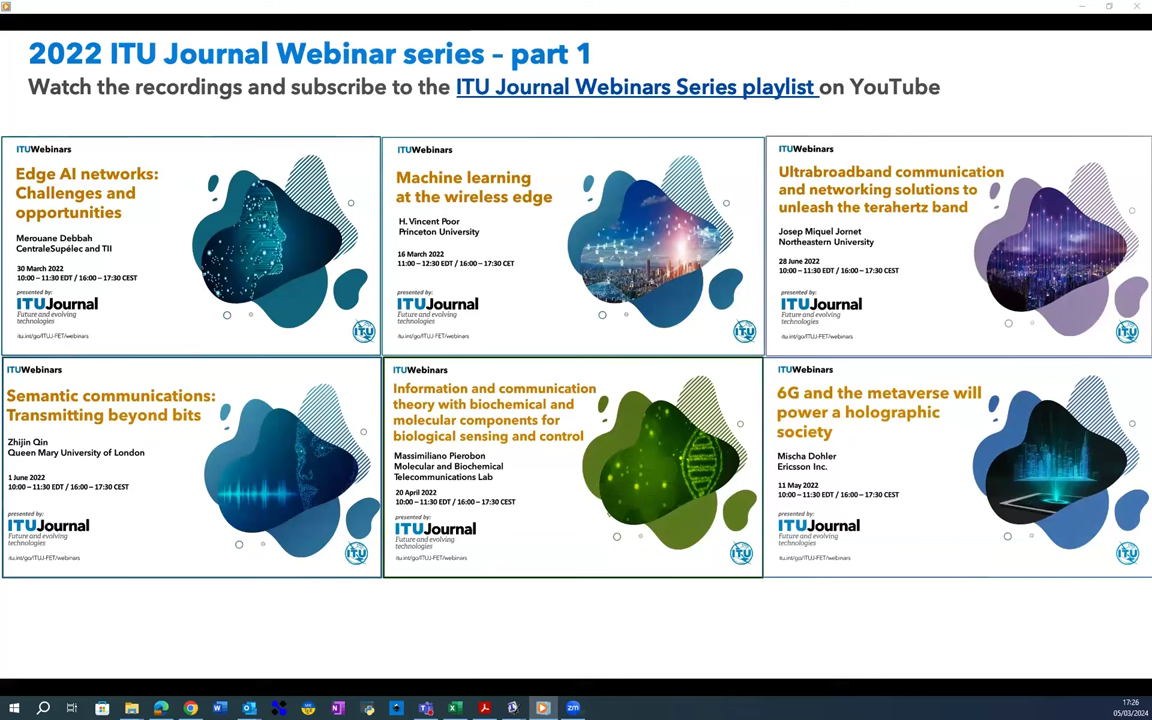 2022 ITU Journal Webinar series – part 1
Watch the recordings and subscribe to the ITU Journal Webinars Series playlist on YouTube
ITUWebinars
Edge AI networks:
Challenges and
opportunities
Merouane Debbah
CentraleSupélec and TII
30 March 2022
10:00 – 11:30 EDT / 16:00 – 17:30 CEST
presented by:
ITUJournal
Future and evolving
technologies
itu.int/go/ITUJ-FET/webinars
ITU
ITUWebinars
Machine learning
at the wireless edge
H. Vincent Poor
Princeton University
16 March 2022
11:00 – 12:30 EDT / 16:00 – 17:30 CET
presented by:
ITUJournal
Future and evolving
technologies
itu.int/go/ITUJ-FET/webinars
ITU
ITUWebinars
Ultrabroadband communication
and networking solutions to
unleash the terahertz band
Josep Miquel Jornet
Northeastern University
28 June 2022
10:00 – 11:30 EDT / 16:00 – 17:30 CEST
presented by:
ITUJournal
Future and evolving
technologies
itu.int/go/ITUJ-FET/webinars
ITU
ITUWebinars
Semantic communications:
Transmitting beyond bits
Zhijin Qin
Queen Mary University of London
1 June 2022
10:00 – 11:30 EDT / 16:00 – 17:30 CEST
presented by:
ITUJournal
Future and evolving
technologies
itu.int/go/ITUJ-FET/webinars
ITU
ITUWebinars
Information and communication
theory with biochemical and
molecular components for
biological sensing and control
Massimiliano Pierobon
Molecular and Biochemical
Telecommunications Lab
20 April 2022
10:00 – 11:30 EDT / 16:00 – 17:30 CEST
presented by:
ITUJournal
Future and evolving
technologies
itu.int/go/ITUJ-FET/webinars
ITU
ITUWebinars
6G and the metaverse will
power a holographic
society
Mischa Dohler
Ericsson Inc.
11 May 2022
10:00 – 11:30 EDT / 16:00 – 17:30 CEST
presented by:
ITUJournal
Future and evolving
technologies
itu.int/go/ITUJ-FET/webinars
ITU
17:26
05/03/2024